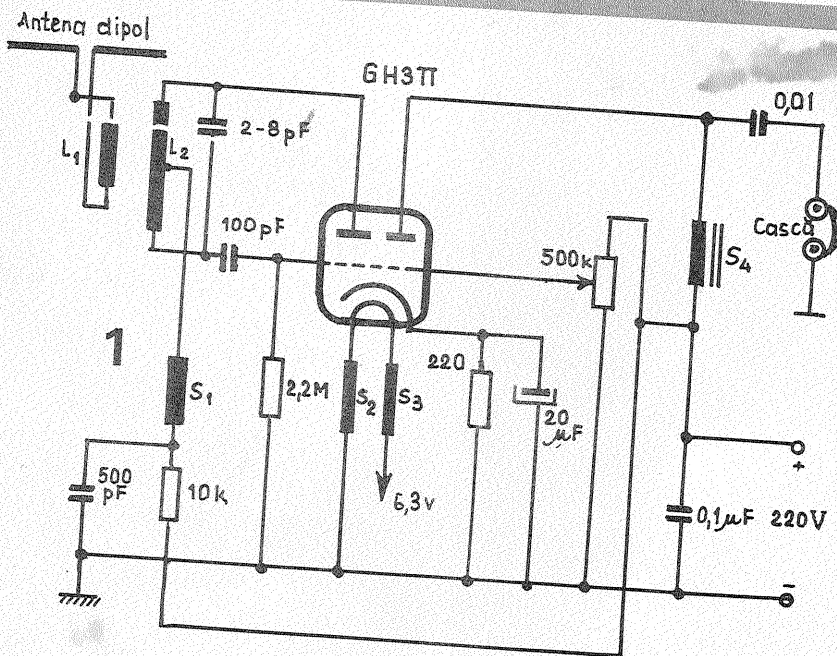 Antena dipol
GH3П
0,01
L₁
L₂
2-8pF
100pF
500k
Cască
S₄
1
S₁
2,2M
S₂
S₃
220
20
µF
500
pF
10k
6,3v
+
0,1µF 220V
-